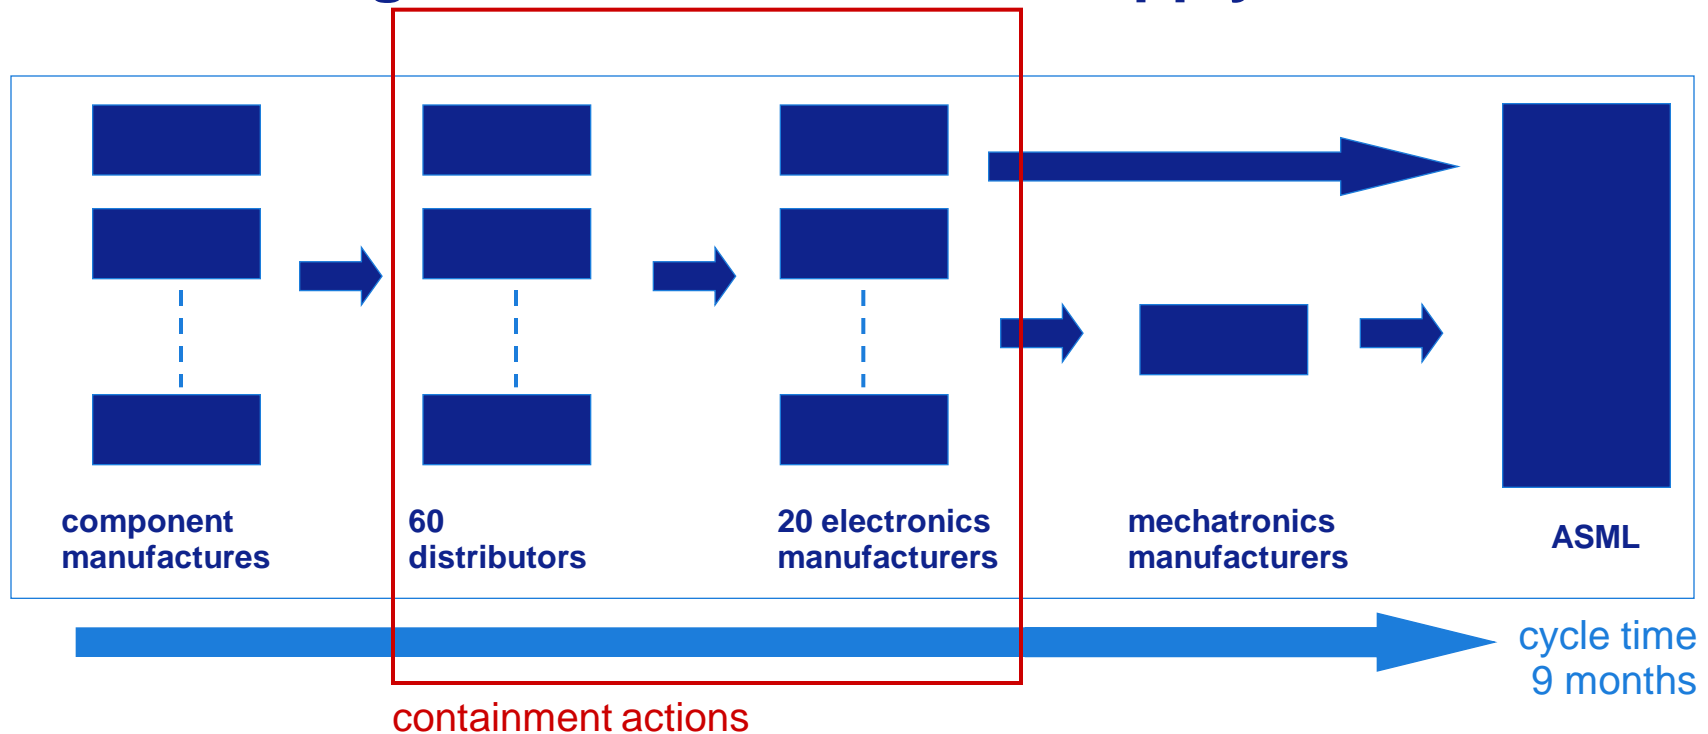 component
manufactures
60
distributors
20 electronics
manufacturers
mechatronics
manufacturers
ASML
cycle time
9 months
containment actions